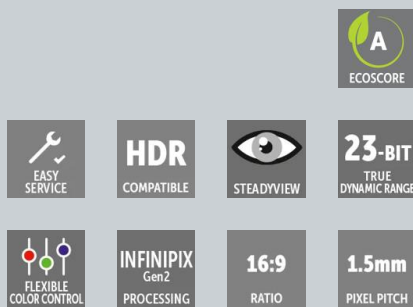 A
ECOSCORE
EASY
SERVICE
HDR
COMPATIBLE
STEADYVIEW
23-BIT
TRUE
DYNAMIC RANGE
FLEXIBLE
COLOR CONTROL
INFINIPIX
Gen2
PROCESSING
16:9
RATIO
1.5mm
PIXEL PITCH